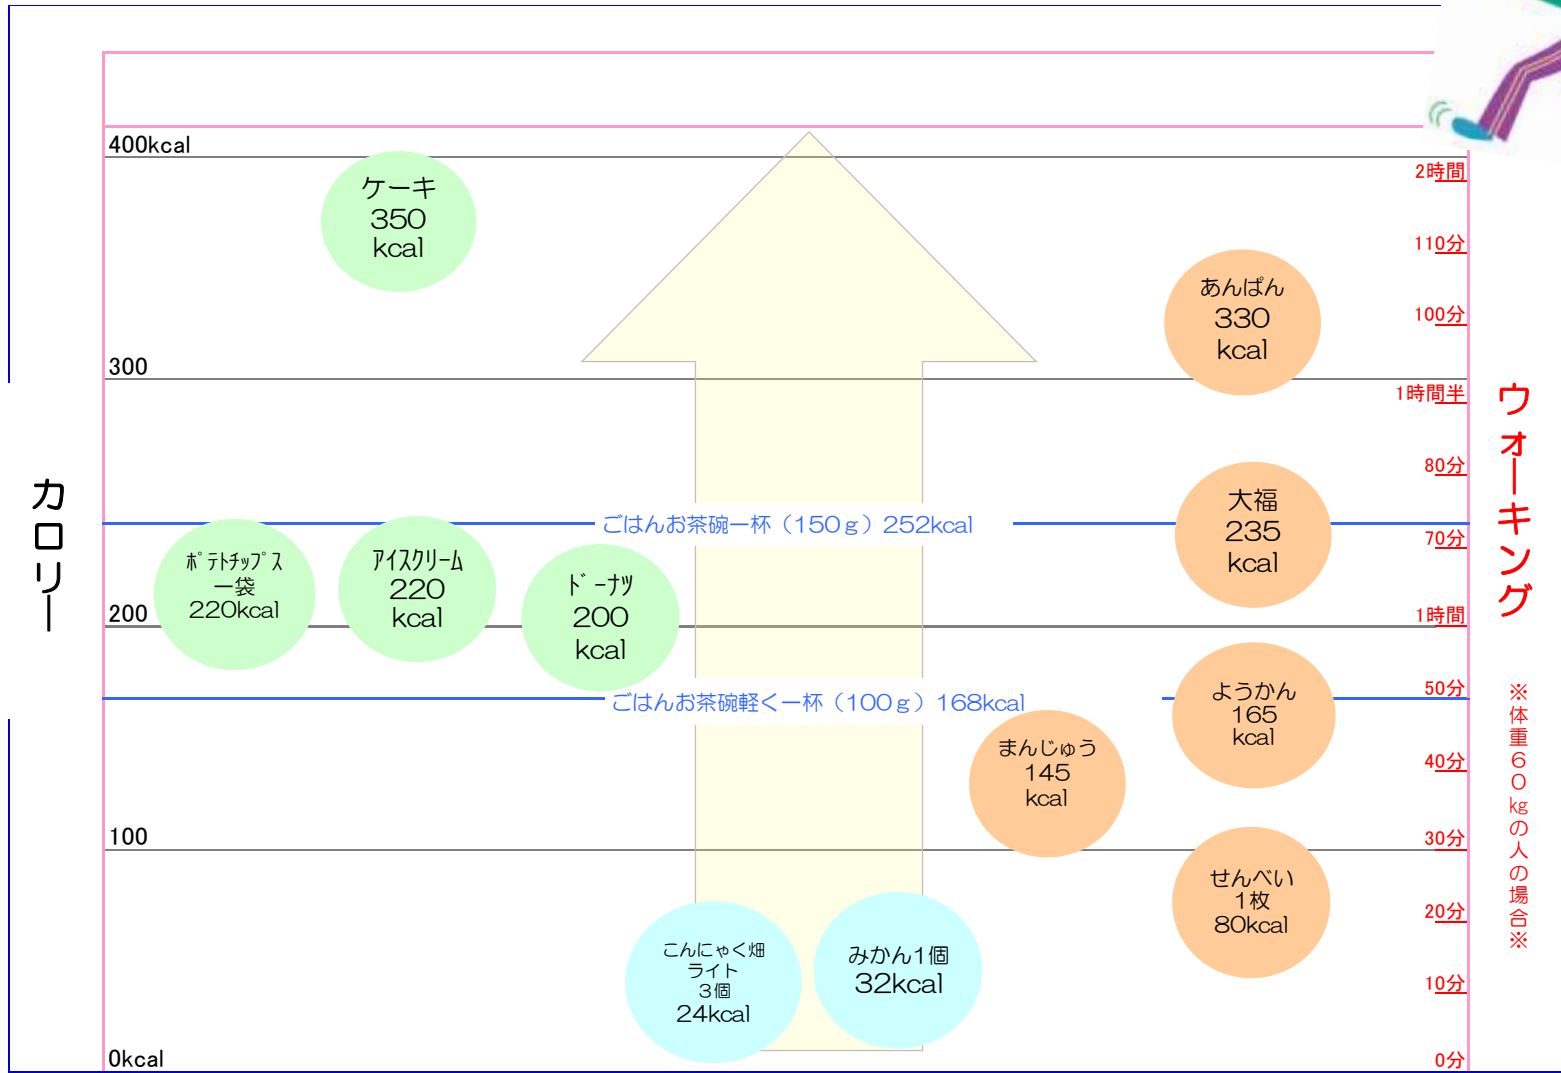 400kcal
ケーキ
350
kcal
2時間
110分
あんぱん
330
kcal
100分
300
1時間半
80分
大福
235
kcal
ごはんお茶碗一杯（150ｇ）252kcal
70分
ﾎﾟﾃﾄﾁｯﾌﾟｽ
一袋
220kcal
ｱｲｽｸﾘｰﾑ
220
kcal
ﾄﾞｰﾅﾂ
200
kcal
200
1時間
50分
ごはんお茶碗軽く一杯（100ｇ）168kcal
ようかん
165
kcal
まんじゅう
145
kcal
40分
100
30分
せんべい
1枚
80kcal
20分
こんにゃく畑
ライト
３個
24kcal
みかん1個
32kcal
10分
0kcal
0分
カロリー
ウォーキング
※体重６０㎏の人の場合※